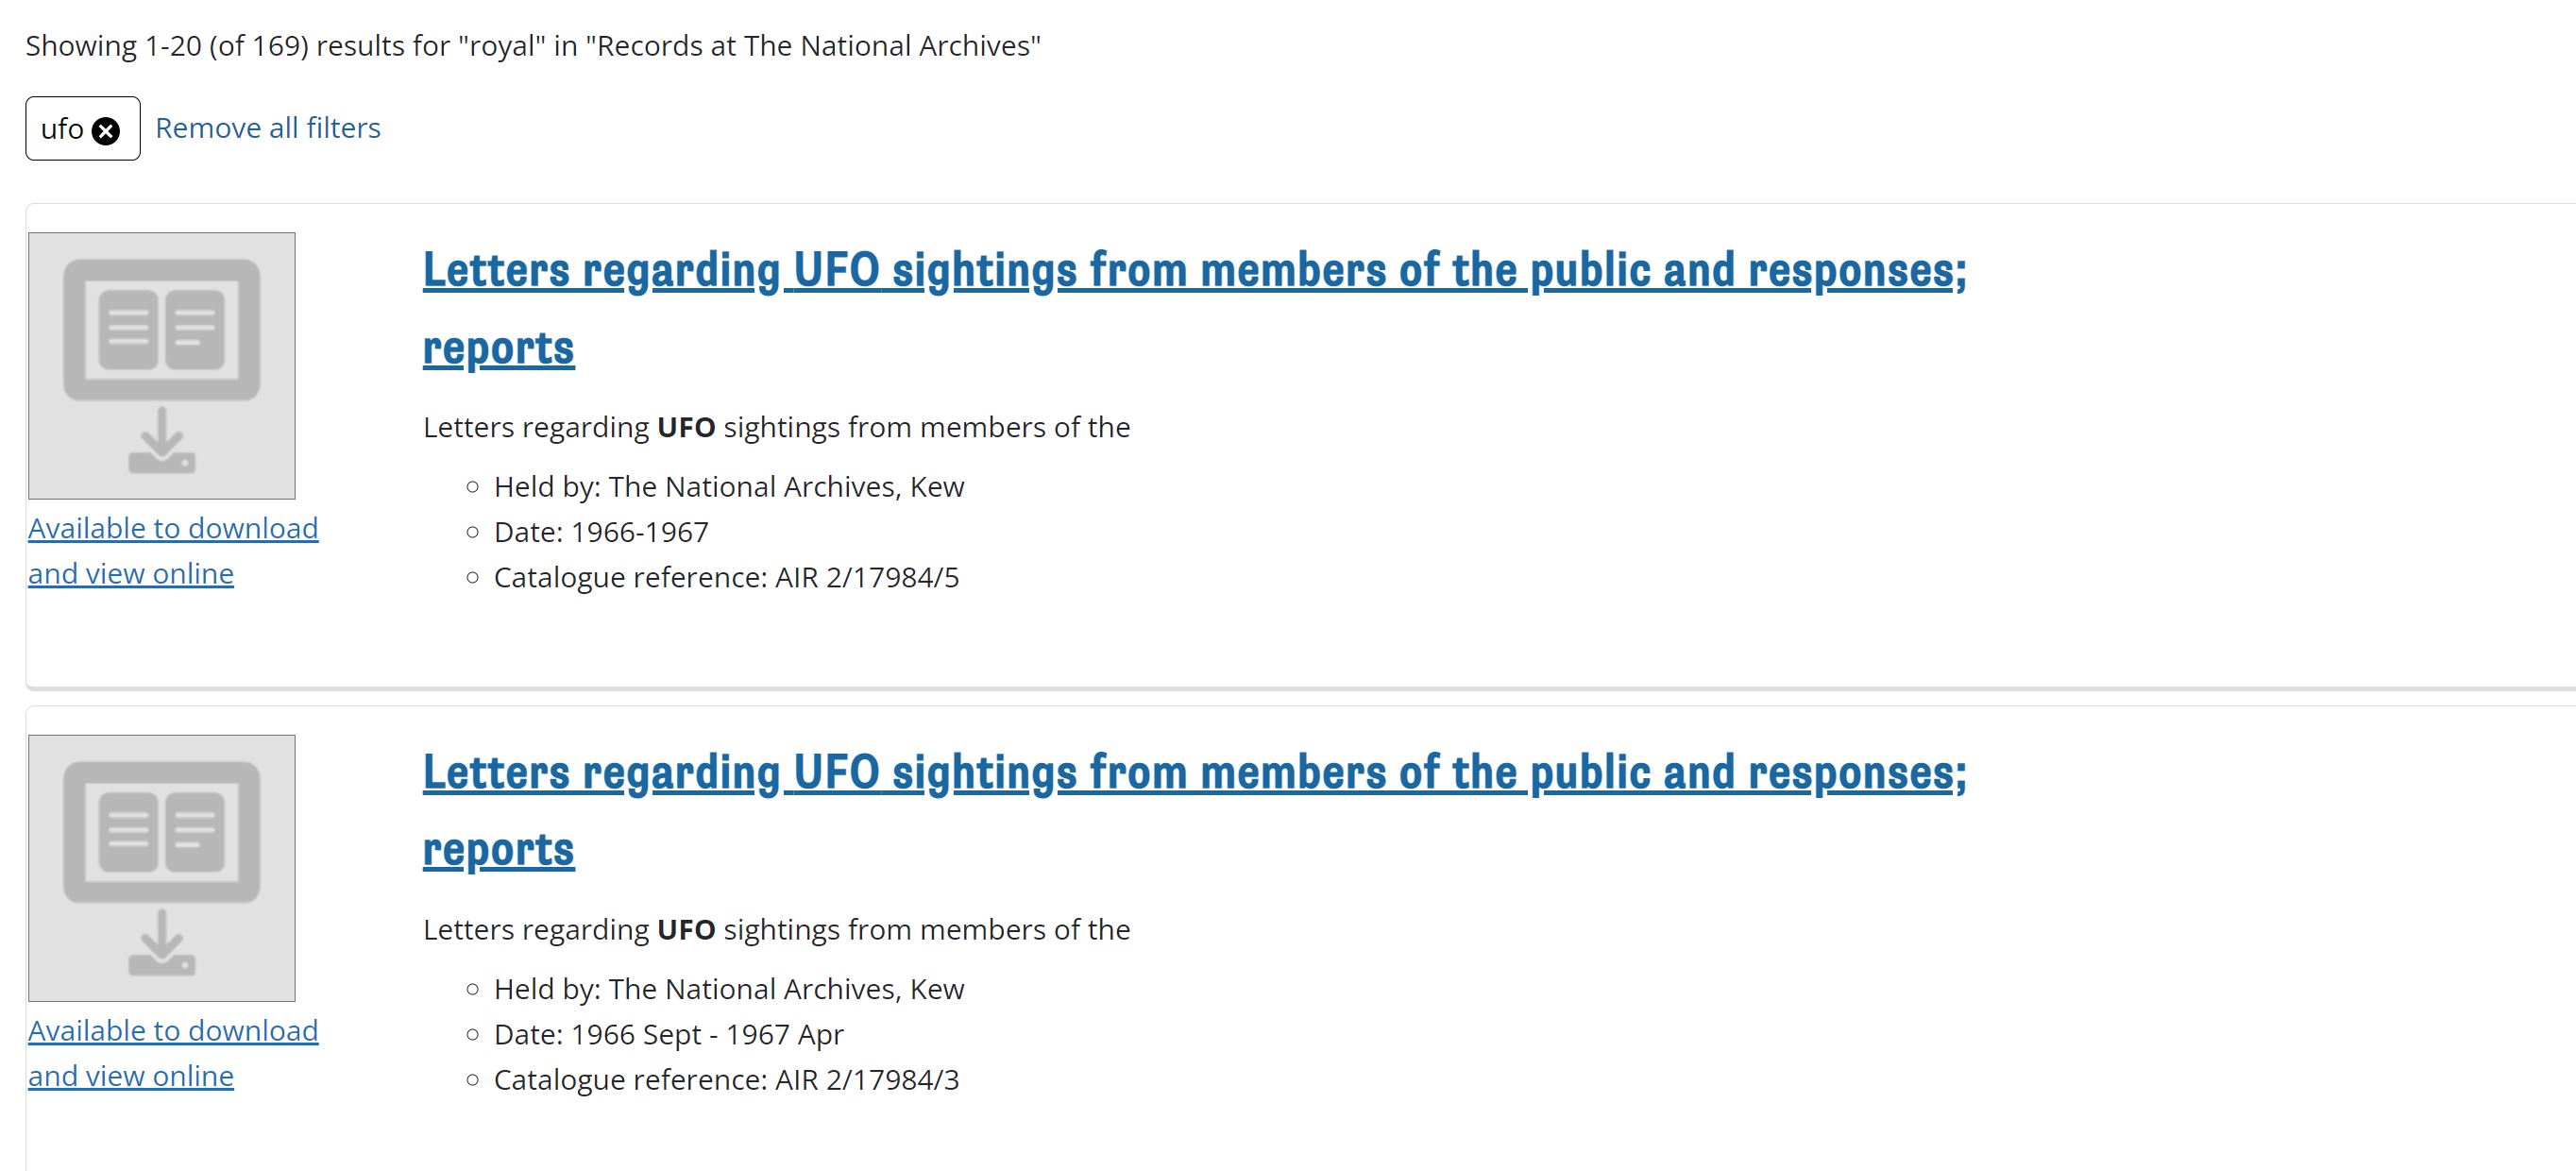 Showing 1-20 (of 169) results for "royal" in "Records at The National Archives"
ufo
Remove all filters
Letters regarding UFO sightings from members of the public and responses;
reports
Letters regarding UFO sightings from members of the
Held by: The National Archives, Kew
Date: 1966-1967
Catalogue reference: AIR 2/17984/5
Available to download
and view online
Letters regarding UFO sightings from members of the public and responses;
reports
Letters regarding UFO sightings from members of the
Held by: The National Archives, Kew
Date: 1966 Sept - 1967 Apr
Catalogue reference: AIR 2/17984/3
Available to download
and view online